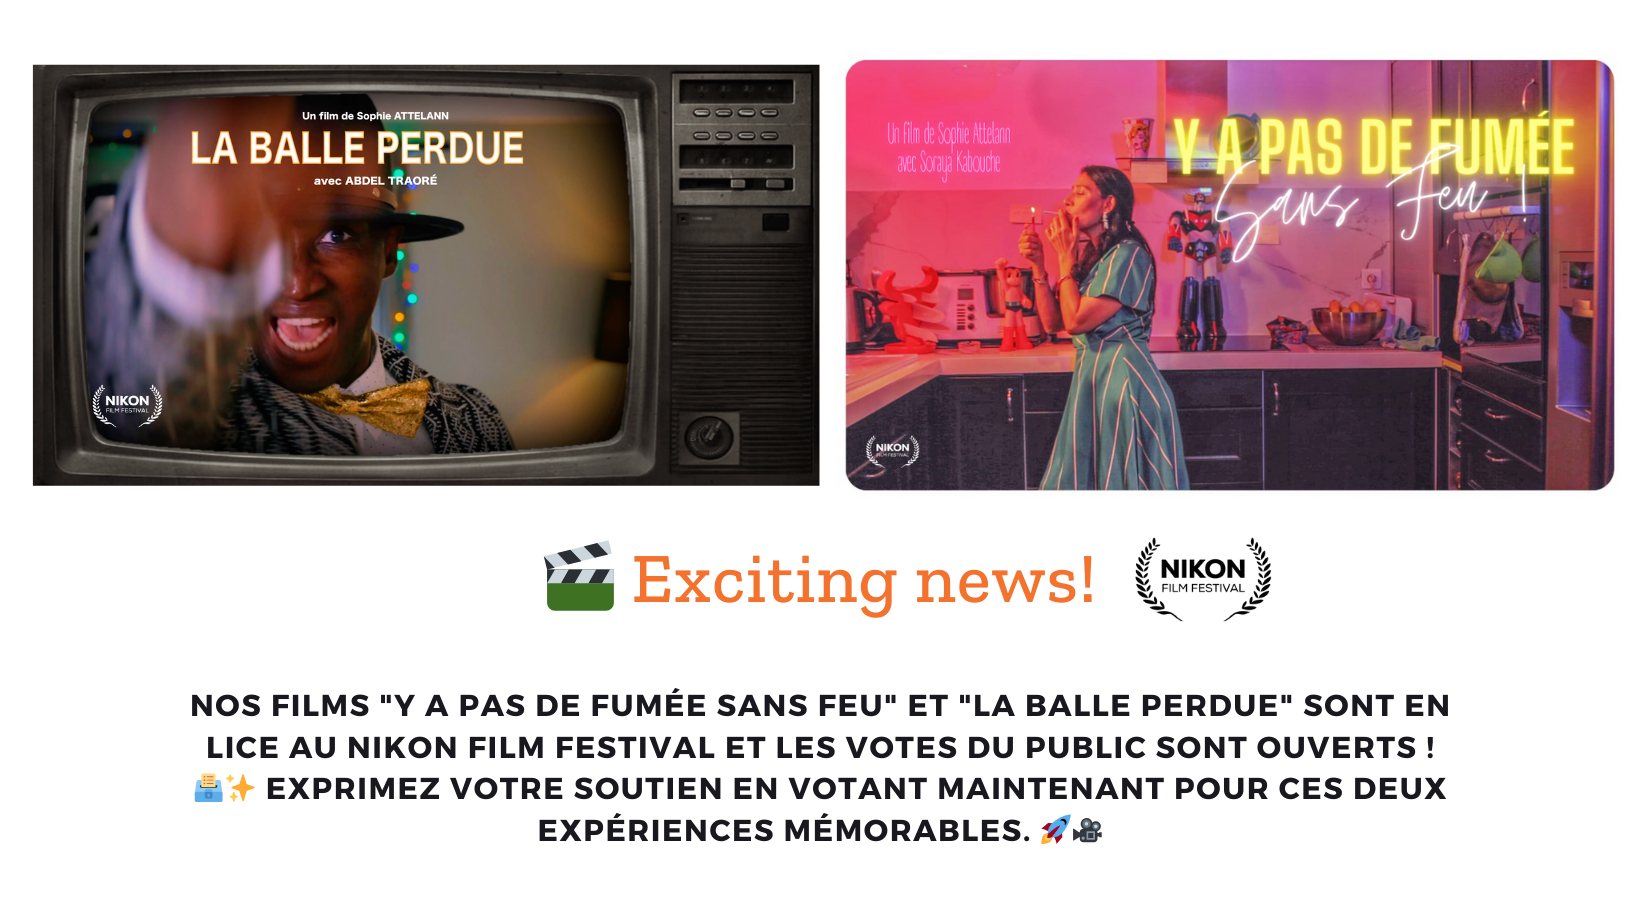 Un film de Sophie ATTELANN
LA BALLE PERDUE
avec ABDEL TRAORÉ
NIKON
FILM FESTIVAL
Un film de Sophie Attelann
avec Soraya Kabouche
Y A PAS DE FUMÉE
Sans Feu !
NIKON
FILM FESTIVAL
Exciting news!
NIKON
FILM FESTIVAL
NOS FILMS "Y A PAS DE FUMÉE SANS FEU" ET "LA BALLE PERDUE" SONT EN
LICE AU NIKON FILM FESTIVAL ET LES VOTES DU PUBLIC SONT OUVERTS !
🗳️✨ EXPRIMEZ VOTRE SOUTIEN EN VOTANT MAINTENANT POUR CES DEUX
EXPÉRIENCES MÉMORABLES. 🚀🎥